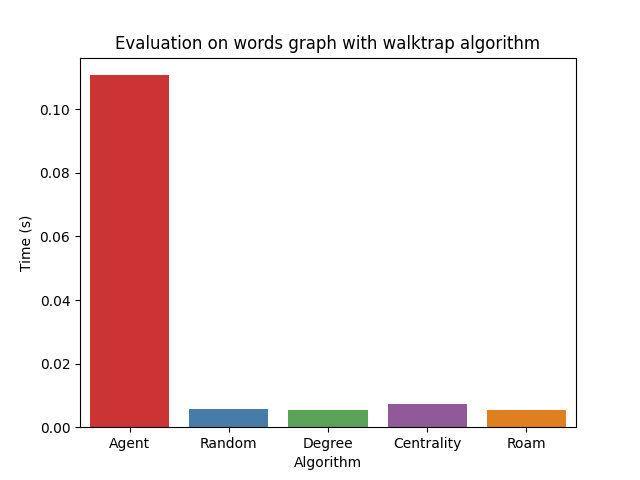 Evaluation on words graph with walktrap algorithm
Time (s)
0.10
0.08
0.06
0.04
0.02
0.00
Agent Random Degree Centrality Roam
Algorithm